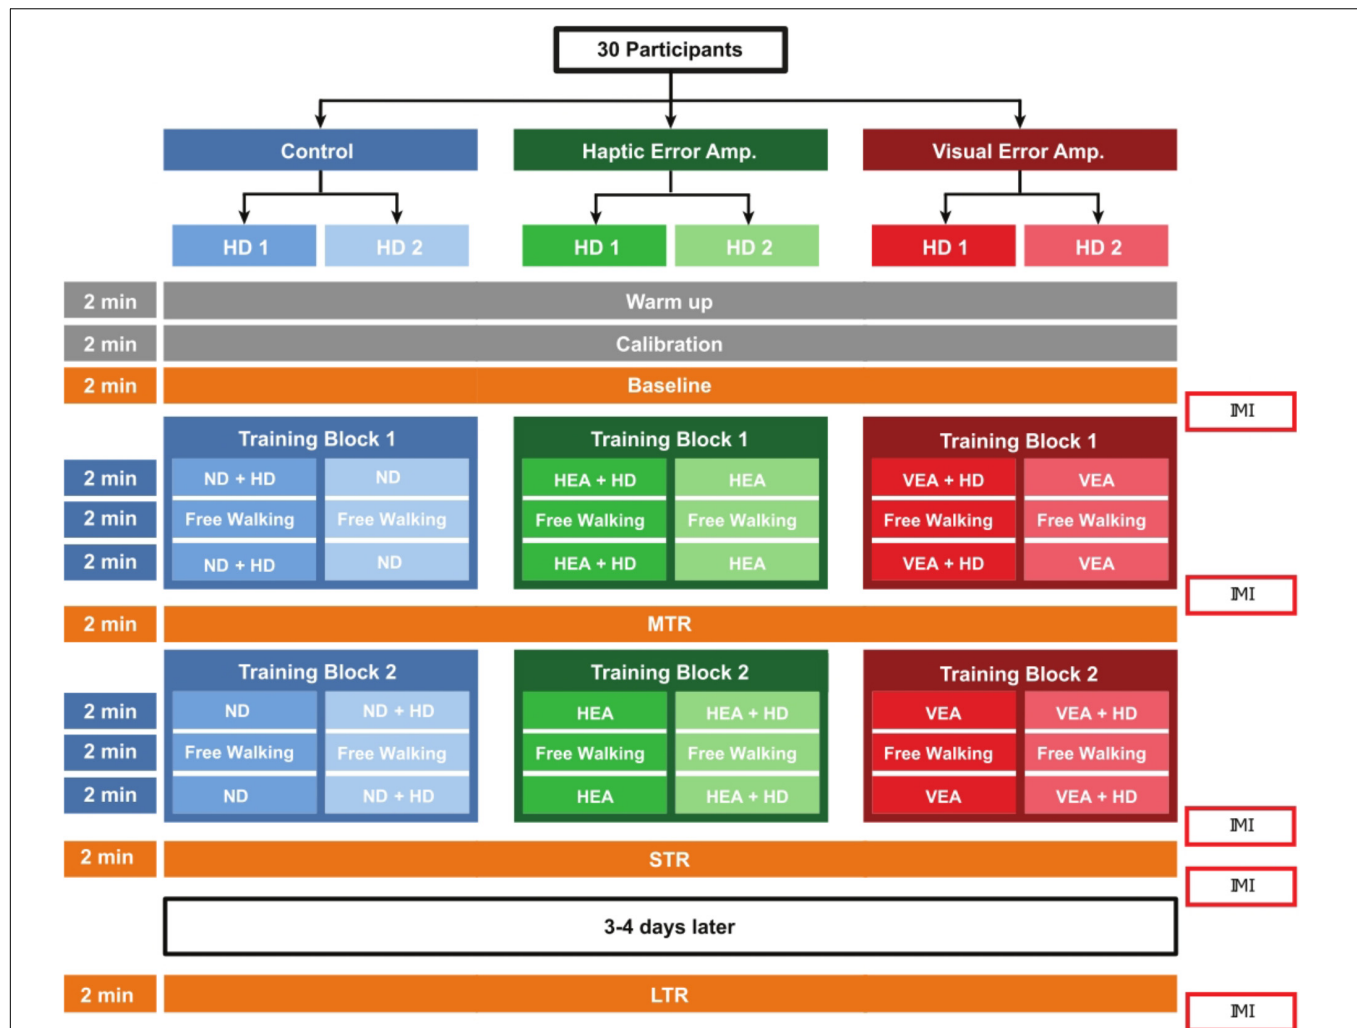 30 Participants
Control
Haptic Error Amp.
Visual Error Amp.
HD 1
HD 2
HD 1
HD 2
HD 1
HD 2
2 min
Warm up
2 min
Calibration
2 min
Baseline
IMI
Training Block 1
Training Block 1
Training Block 1
2 min
ND + HD
ND
HEA + HD
HEA
VEA + HD
VEA
2 min
Free Walking
Free Walking
Free Walking
Free Walking
Free Walking
Free Walking
2 min
ND + HD
ND
HEA + HD
HEA
VEA + HD
VEA
IMI
2 min
MTR
Training Block 2
Training Block 2
Training Block 2
2 min
ND
ND + HD
HEA
HEA + HD
VEA
VEA + HD
2 min
Free Walking
Free Walking
Free Walking
Free Walking
Free Walking
Free Walking
2 min
ND
ND + HD
HEA
HEA + HD
VEA
VEA + HD
IMI
2 min
STR
IMI
3-4 days later
2 min
LTR
IMI